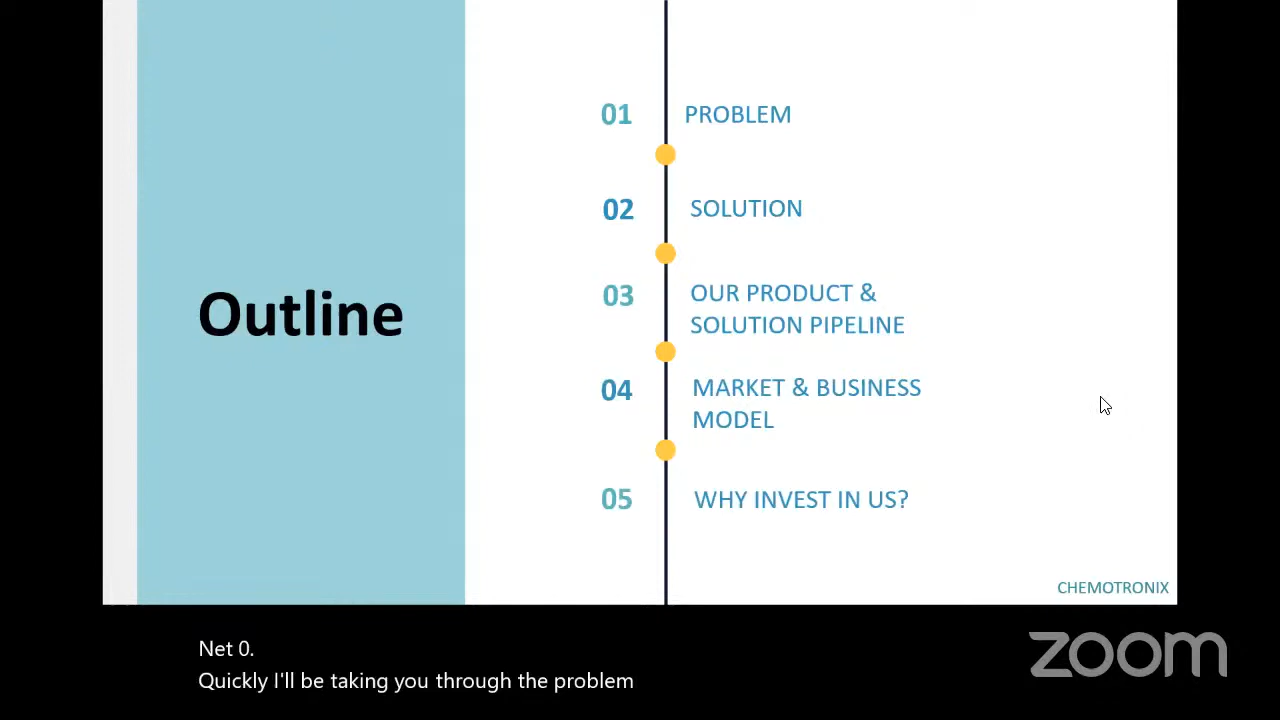 Outline
01 PROBLEM
02 SOLUTION
03 OUR PRODUCT &
SOLUTION PIPELINE
04 MARKET & BUSINESS
MODEL
05 WHY INVEST IN US?
CHEMOTRONIX
Net 0.
Quickly I'll be taking you through the problem
zoom